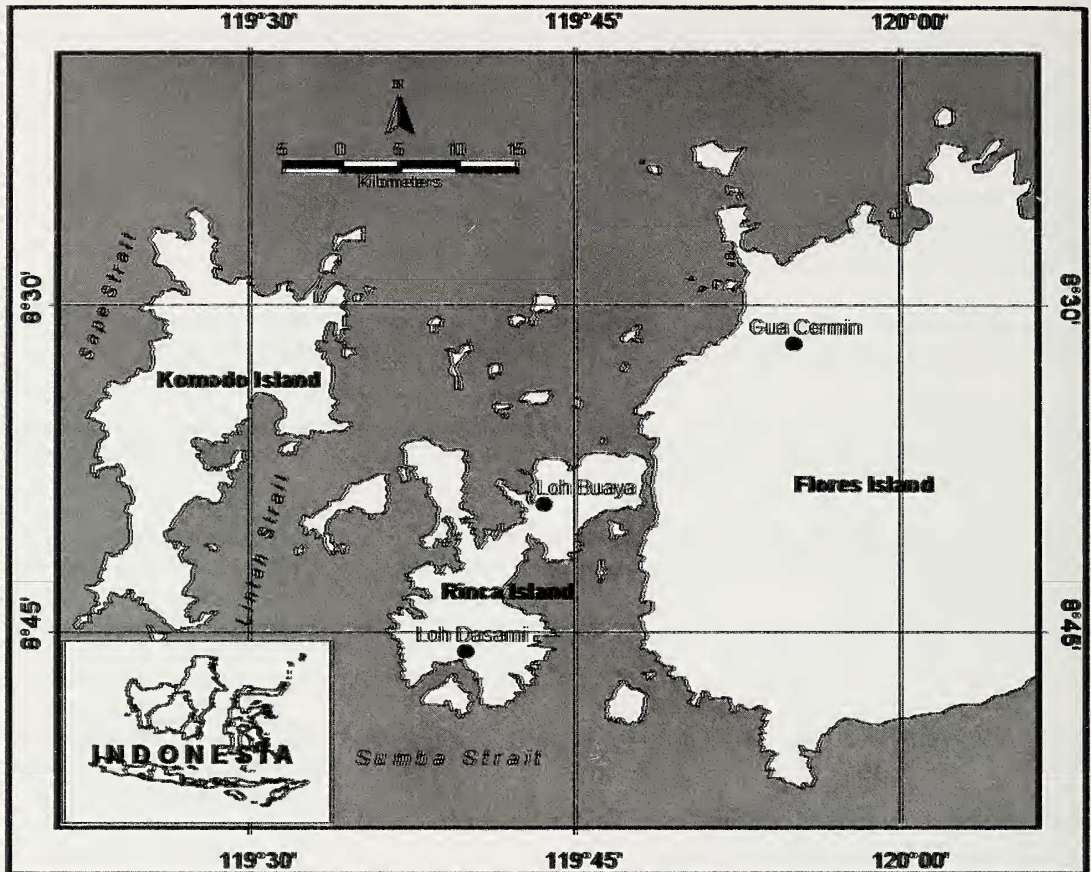 119°30' 119°45' 120°00'
N
5 0 5 10 15
Kilometers
Sape Strait
8°30' 8°30'
Gua Cermin
Komodo Island
Loh Buaya
Flores Island
Lintah Strait
Rinca Island
8°45' 8°45'
Loh Dasami
INDONESIA
Sumba Strait
119°30' 119°45' 120°00'